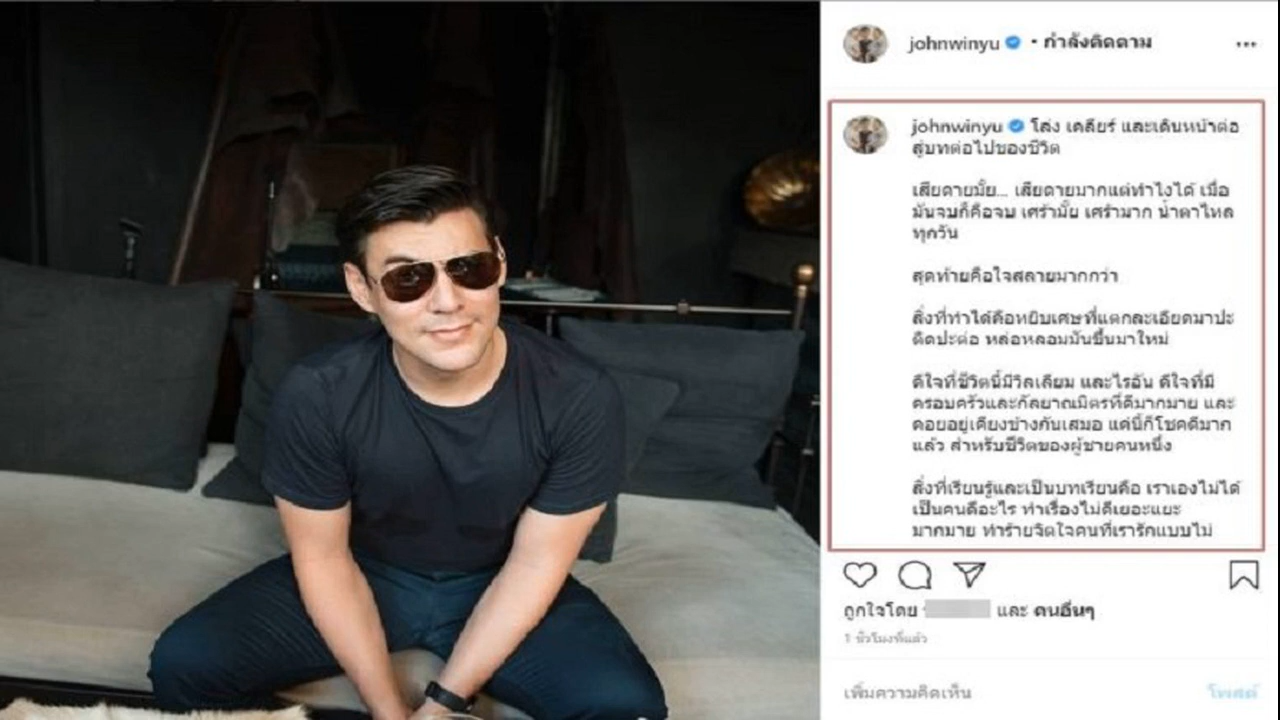 johnwinyu • กำลังติดตาม
johnwinyu โล่ง เคลียร์ และเดินหน้าต่อ
สู่บทต่อไปของชีวิต
เสียดายมั้ย... เสียดายมากแต่ทำไงได้ เมื่อ
มันจบก็คือจบ เศร้ามั้ย เศร้ามาก น้ำตาไหล
ทุกวัน
สุดท้ายคือใจสลายมากกว่า
สิ่งที่ทำได้คือหยิบเศษที่แตกละเอียดมาปะ
ติดปะต่อ หล่อหลอมมันขึ้นมาใหม่
ดีใจที่ชีวิตนี้มีวิลเลียม และไรอัน ดีใจที่มี
ครอบครัวและกัลยาณมิตรที่ดีมากมาย และ
คอยอยู่เคียงข้างกันเสมอ แค่นี้ก็โชคดีมาก
แล้ว สำหรับชีวิตของผู้ชายคนหนึ่ง
สิ่งที่เรียนรู้และเป็นบทเรียนคือ เราเองไม่ได้
เป็นคนดีอะไร ทำเรื่องไม่ดีเยอะแยะ
มากมาย ทำร้ายจิตใจคนที่เรารักแบบไม่
ถูกใจโดย และ คนอื่นๆ
1 ชั่วโมงที่แล้ว
เพิ่มความคิดเห็น โพสต์